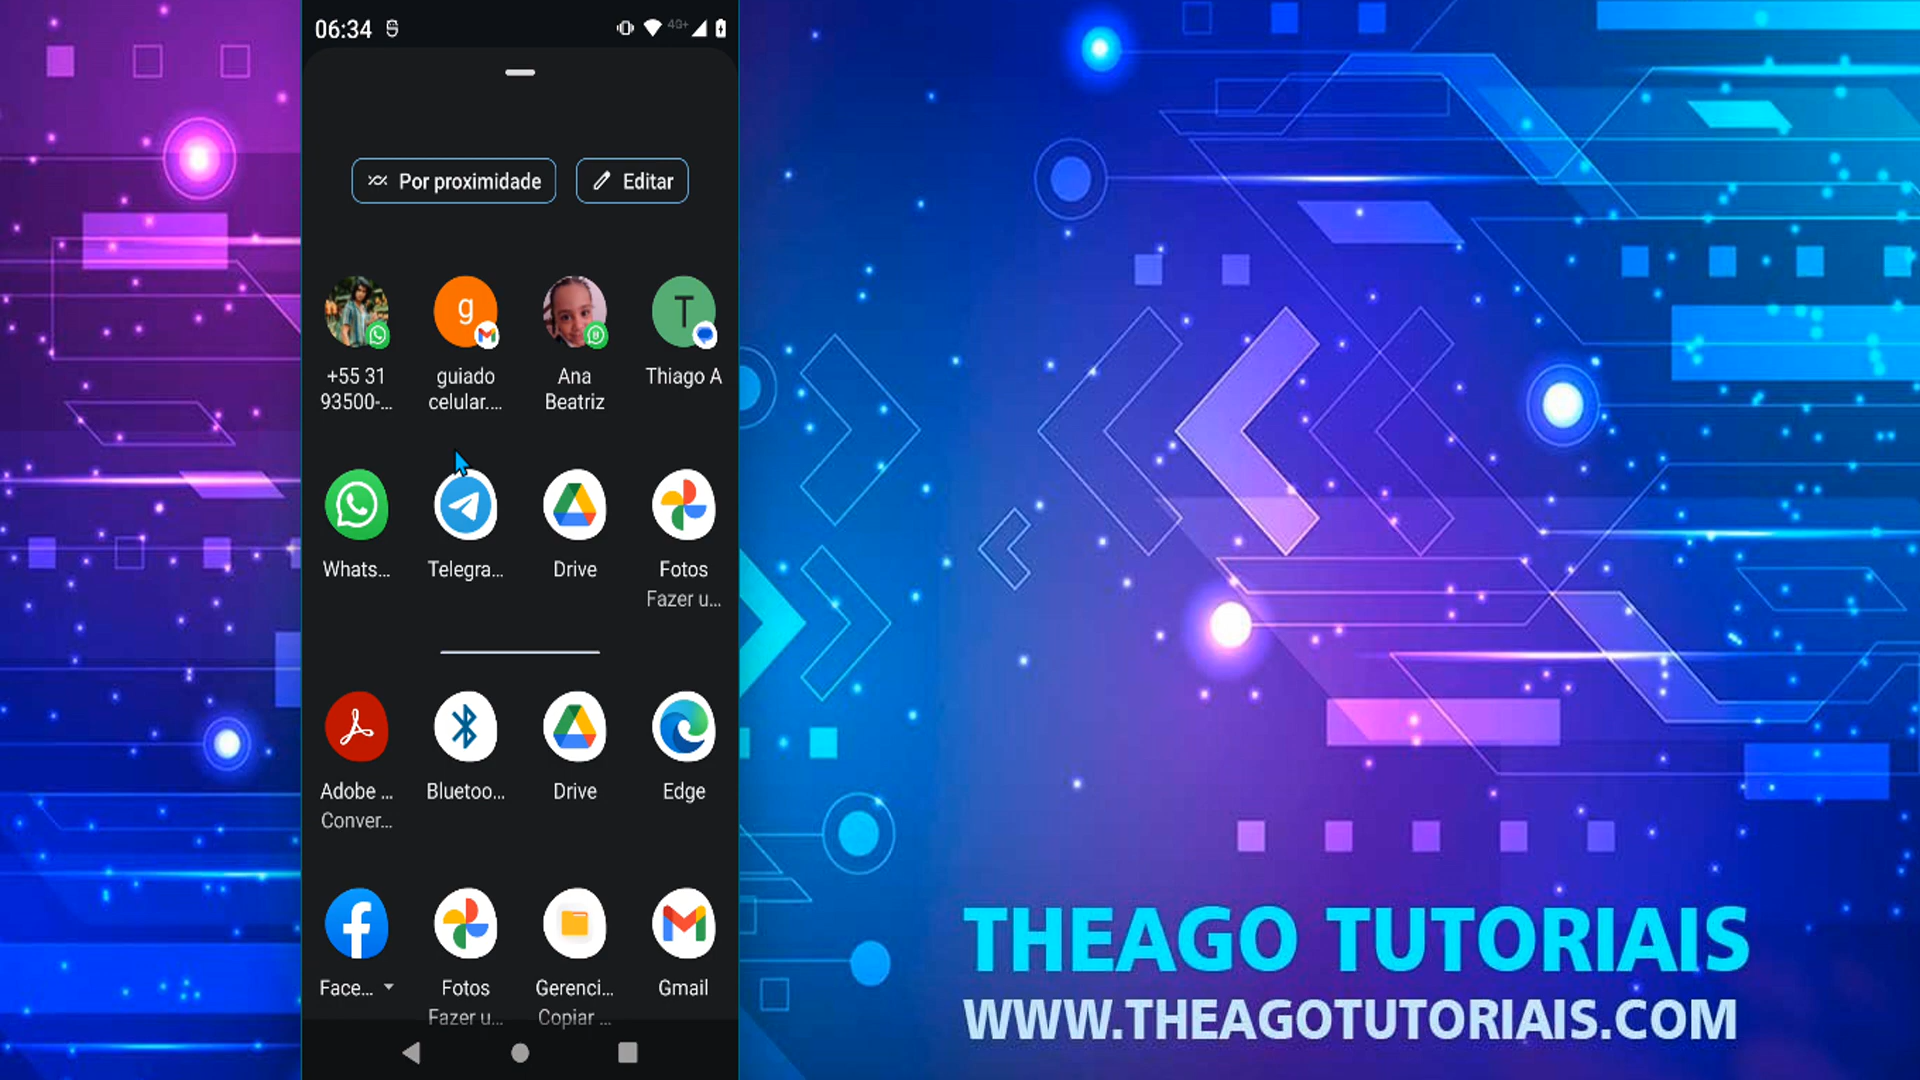 06:34
4G+
Por proximidade
Editar
+55 31
93500-...
g
guiado
celular....
Ana
Beatriz
T
Thiago A
Whats...
Telegra...
Drive
Fotos
Fazer u...
Adobe ...
Conver...
Bluetoo...
Drive
Edge
Face...
Fotos
Fazer u...
Gerenci...
Copiar ...
Gmail
THEAGO TUTORIAIS
WWW.THEAGOTUTORIAIS.COM